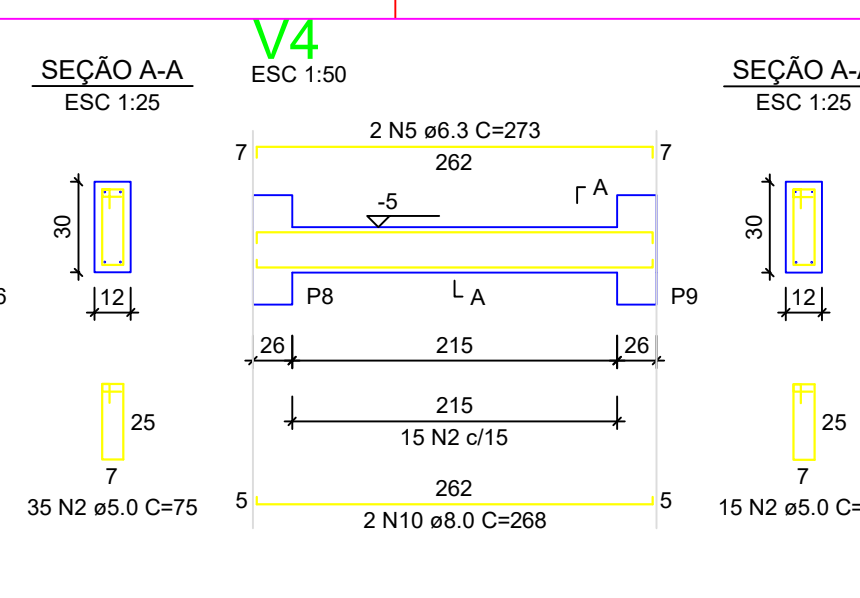 V4
ESC 1:50
SEÇÃO A-A
ESC 1:25
30
12
25
7
35 N2 ø5.0 C=75
2 N5 ø6.3 C=273
7
262
7
A
-5
P8
A
P9
26
215
26
215
15 N2 c/15
5
262
5
2 N10 ø8.0 C=268
SEÇÃO A-A
ESC 1:25
30
12
25
7
15 N2 ø5.0 C=